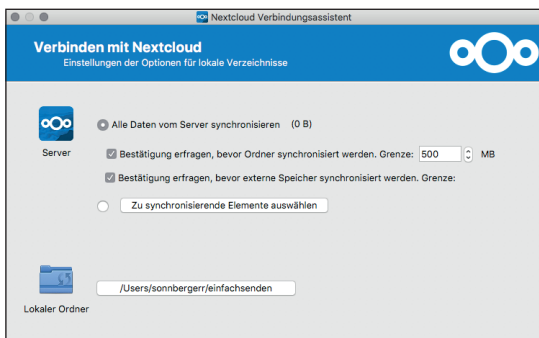 Nextcloud Verbindungsassistent
Verbinden mit Nextcloud
Einstellungen der Optionen für lokale Verzeichnisse
Server
Alle Daten vom Server synchronisieren (0 B)
Bestätigung erfragen, bevor Ordner synchronisiert werden. Grenze: 500 MB
Bestätigung erfragen, bevor externe Speicher synchronisiert werden. Grenze:
Zu synchronisierende Elemente auswählen
Lokaler Ordner
/Users/sonnbergerr/einfachsenden